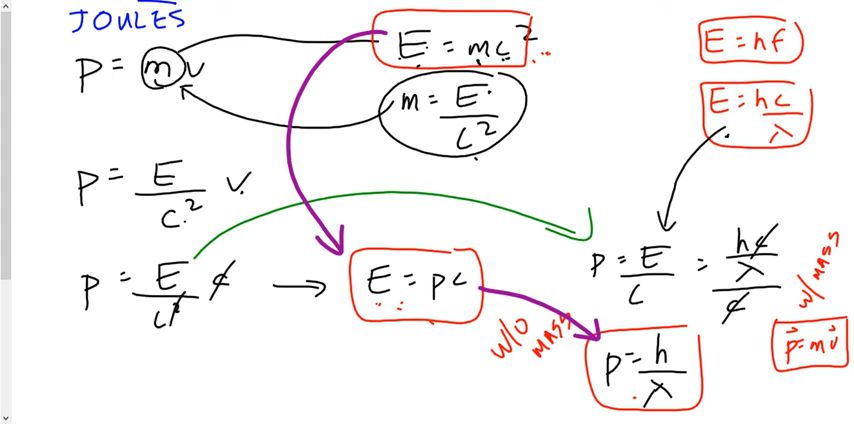 JOULES
p = mv
E = mc²
m = E/c²
E = hf
E = hc/λ
p = E/c² v
p = E/c² c → E = pc
p = E/c = hc/λ/c
w/ MASS
p⃗ = mv⃗
w/o MASS
p = h/λ